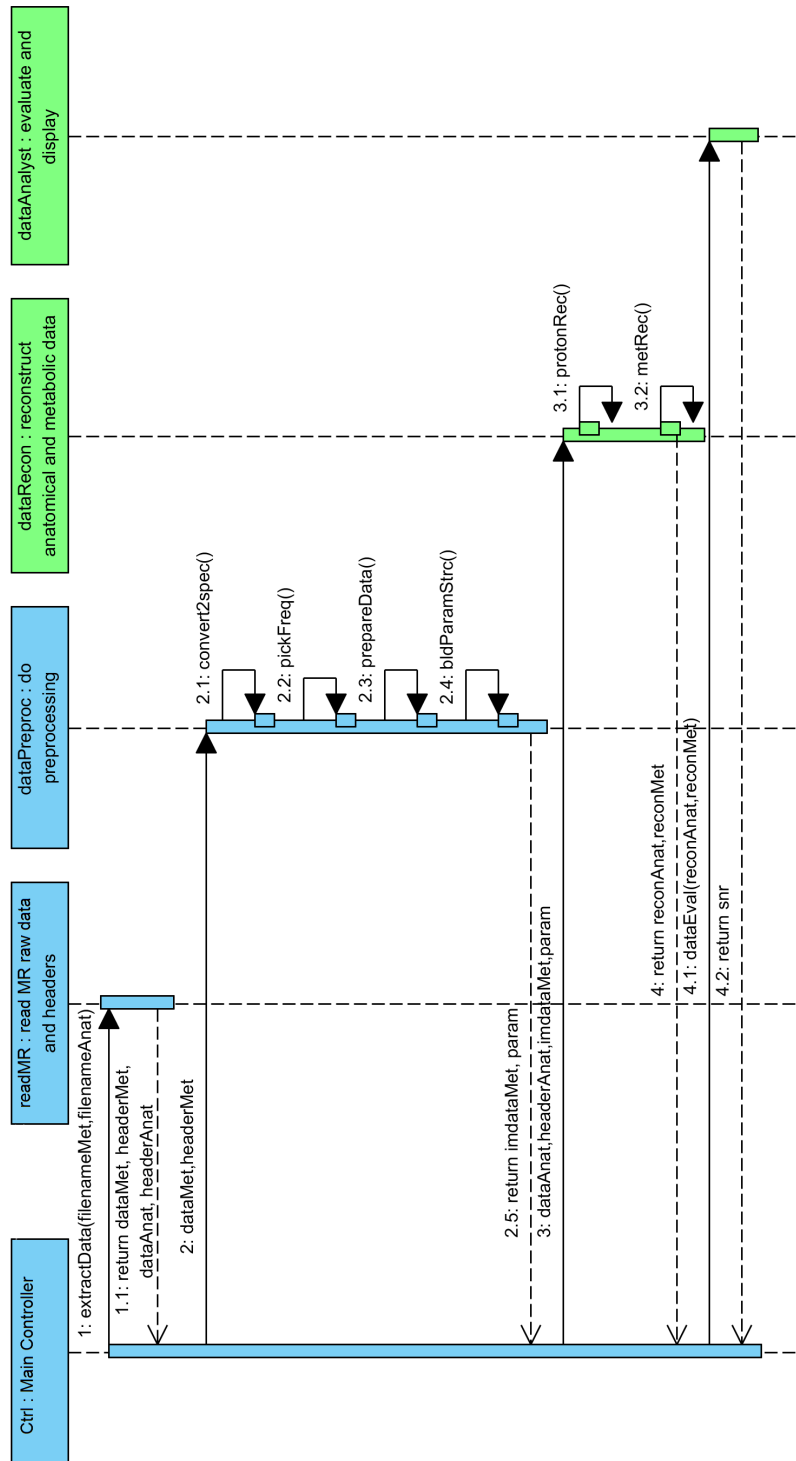 Ctrl : Main Controller
readMR : read MR raw data
and headers
dataPreproc : do
preprocessing
dataRecon : reconstruct
anatomical and metabolic data
dataAnalyst : evaluate and
display
1: extractData(filenameMet,filenameAnat)
1.1: return dataMet, headerMet,
dataAnat, headerAnat
2: dataMet,headerMet
2.1: convert2spec()
2.2: pickFreq()
2.3: prepareData()
2.4: bldParamStrc()
2.5: return imdataMet, param
3: dataAnat,headerAnat,imdataMet,param
3.1: protonRec()
3.2: metRec()
4: return reconAnat,reconMet
4.1: dataEval(reconAnat,reconMet)
4.2: return snr